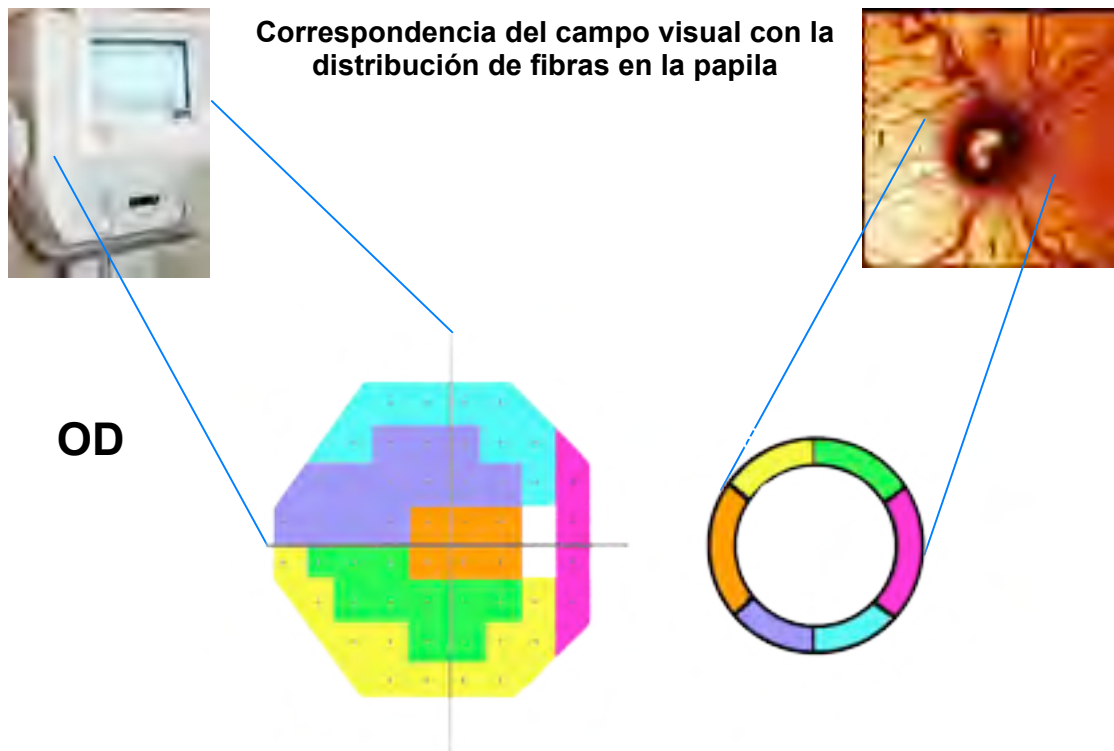 Correspondencia del campo visual con la
distribución de fibras en la papila
OD